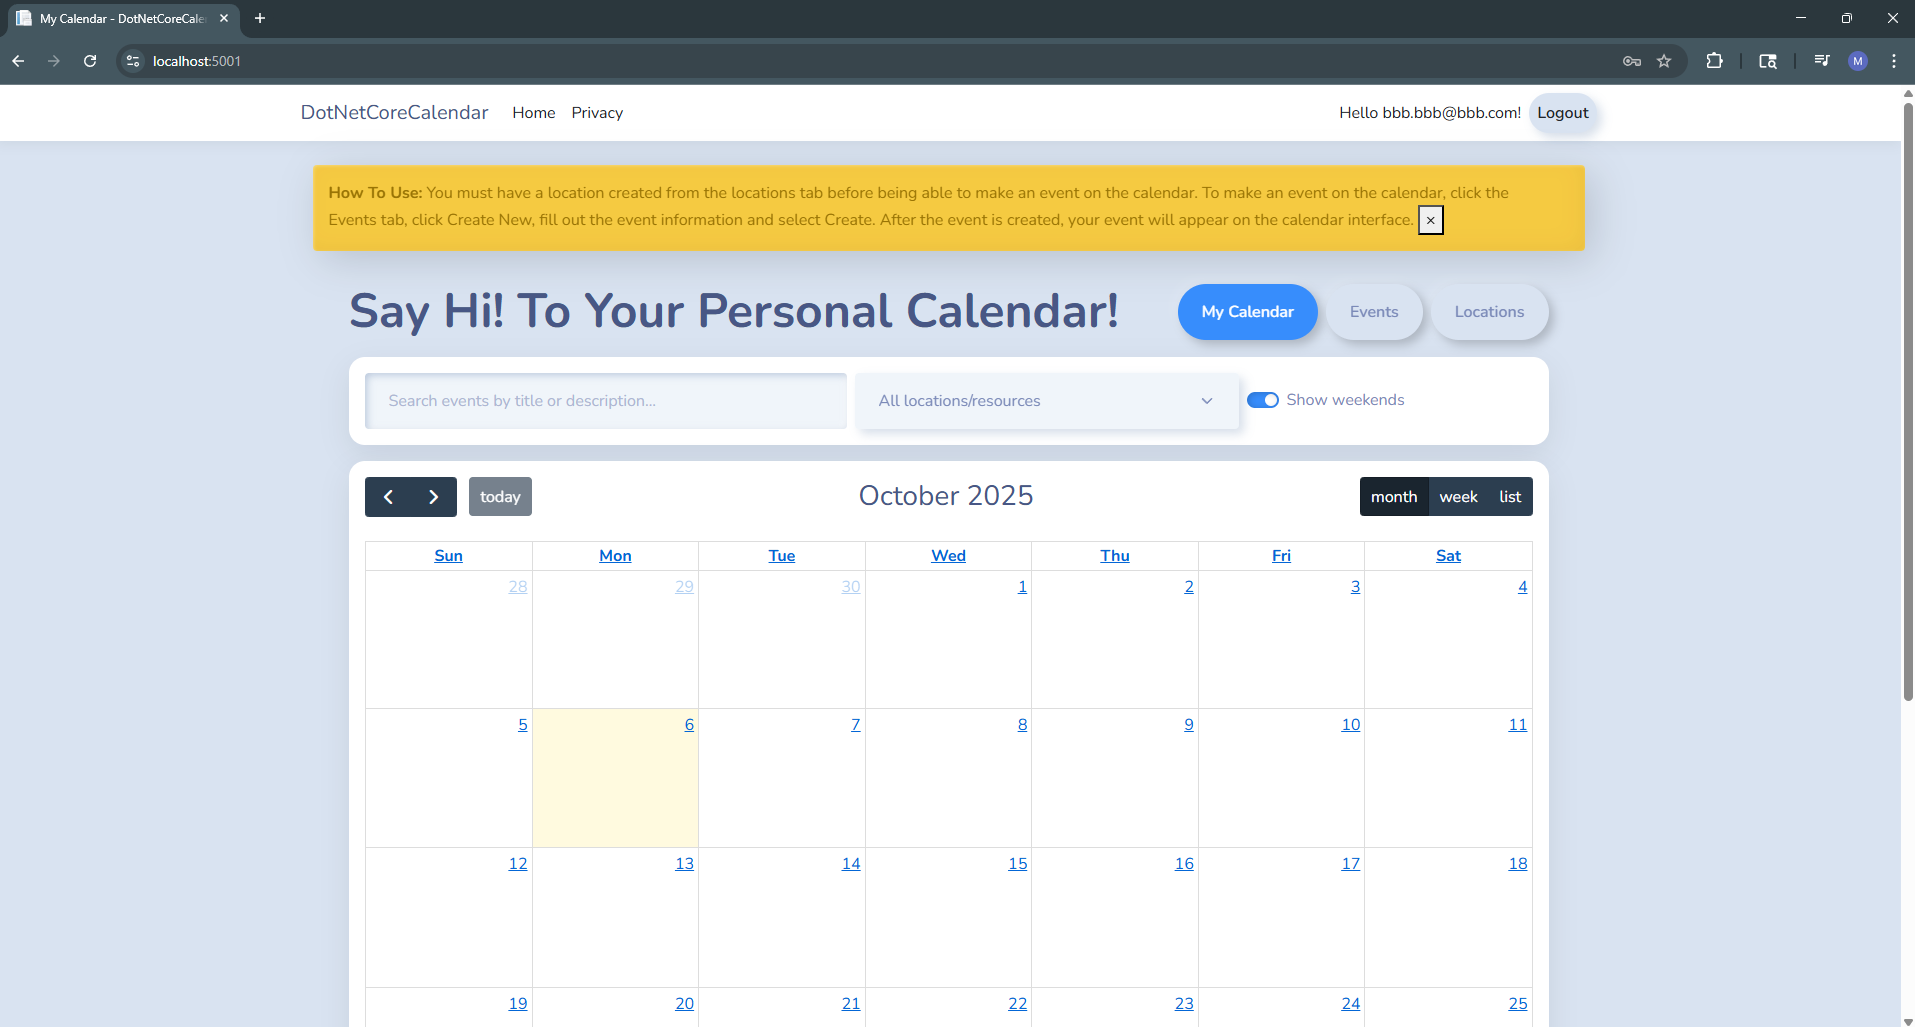 My Calendar - DotNetCoreCale
localhost:5001
M
DotNetCoreCalendar Home Privacy Hello bbb.bbb@bbb.com! Logout
How To Use: You must have a location created from the locations tab before being able to make an event on the calendar. To make an event on the calendar, click the
Events tab, click Create New, fill out the event information and select Create. After the event is created, your event will appear on the calendar interface. ×
Say Hi! To Your Personal Calendar! My Calendar Events Locations
Search events by title or description... All locations/resources Show weekends
today October 2025 month week list
Sun Mon Tue Wed Thu Fri Sat
28 29 30 1 2 3 4
5 6 7 8 9 10 11
12 13 14 15 16 17 18
19 20 21 22 23 24 25